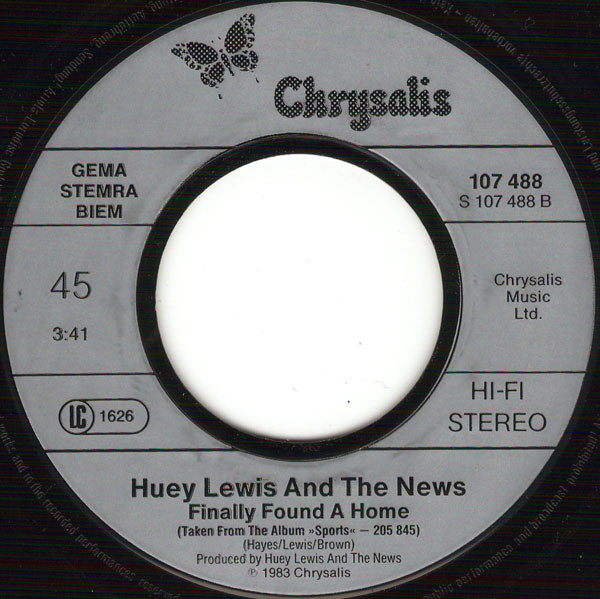 Chrysalis
GEMA
STEMRA
BIEM
107 488
S 107 488 B
45
3:41
Chrysalis
Music
Ltd.
LC 1626
HI-FI
STEREO
Huey Lewis And The News
Finally Found A Home
(Taken From The Album »Sports« – 205 845)
(Hayes/Lewis/Brown)
Produced by Huey Lewis And The News
℗ 1983 Chrysalis